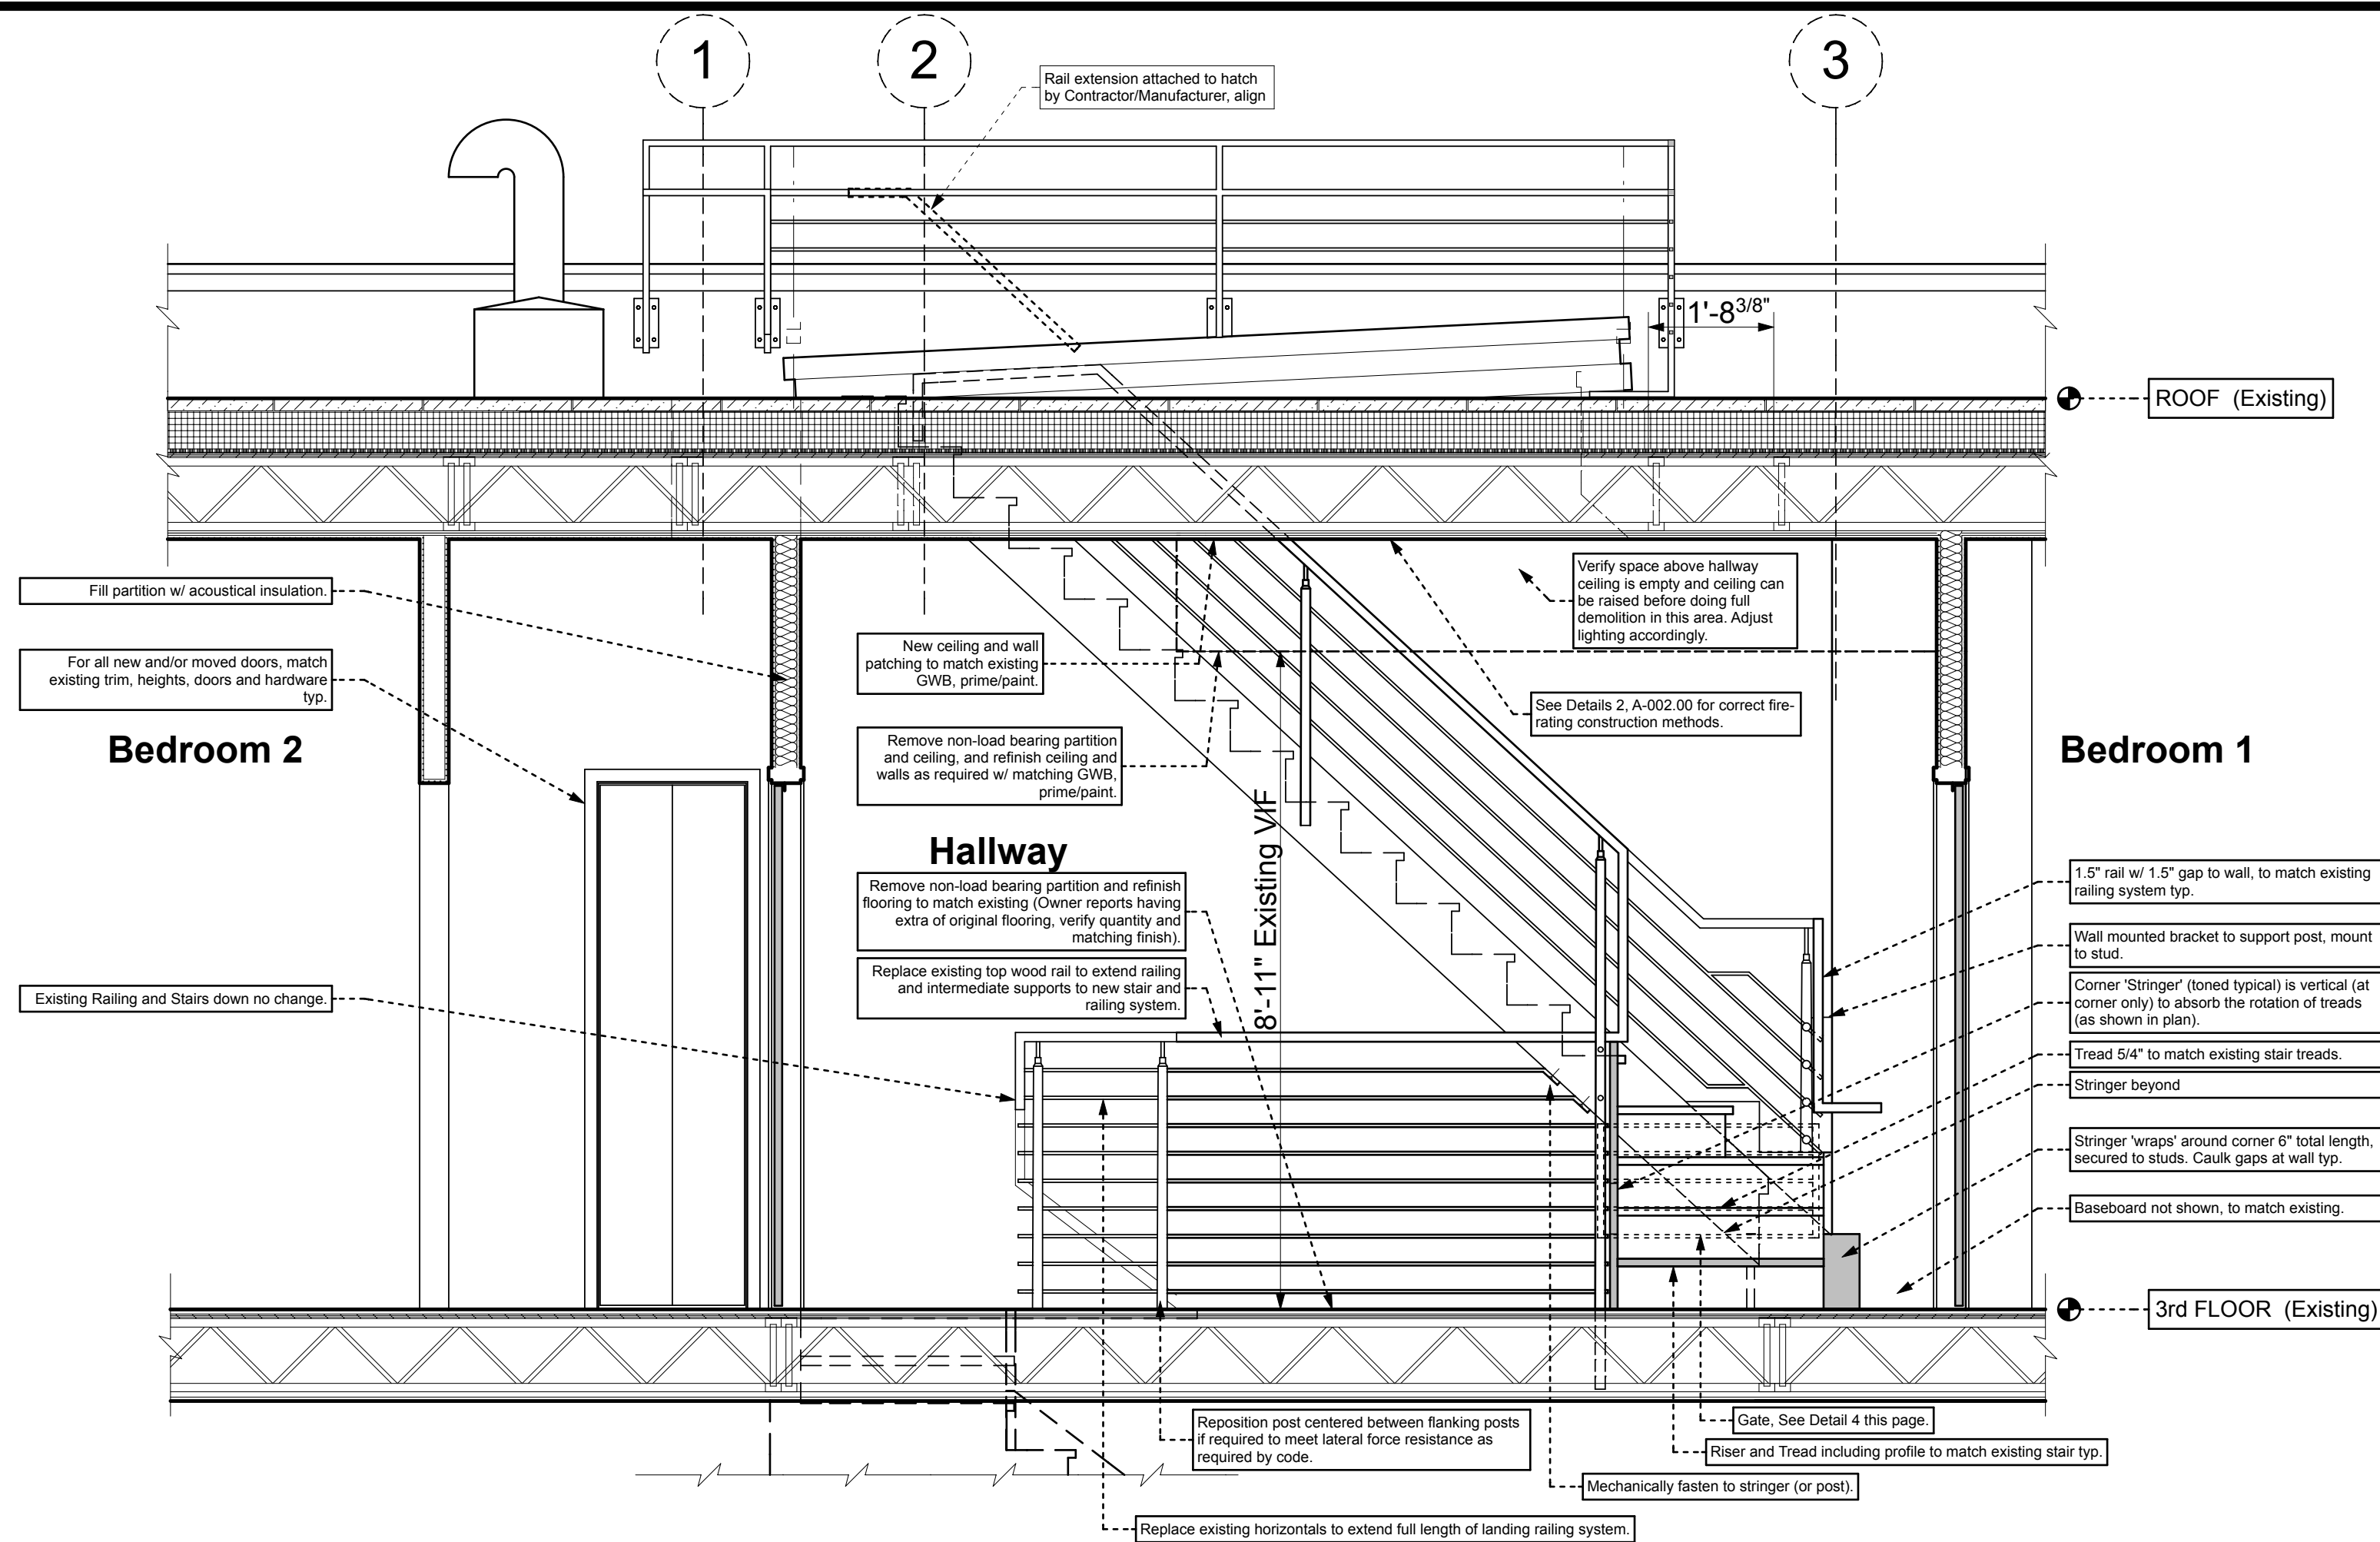 1
2
3
Rail extension attached to hatch
by Contractor/Manufacturer, align
1'-8 3/8"
ROOF (Existing)
Fill partition w/ acoustical insulation.
For all new and/or moved doors, match
existing trim, heights, doors and hardware
typ.
Bedroom 2
New ceiling and wall
patching to match existing
GWB, prime/paint.
Remove non-load bearing partition
and ceiling, and refinish ceiling and
walls as required w/ matching GWB,
prime/paint.
Verify space above hallway
ceiling is empty and ceiling can
be raised before doing full
demolition in this area. Adjust
lighting accordingly.
See Details 2, A-002.00 for correct fire-
rating construction methods.
Bedroom 1
Hallway
Remove non-load bearing partition and refinish
flooring to match existing (Owner reports having
extra of original flooring, verify quantity and
matching finish).
Replace existing top wood rail to extend railing
and intermediate supports to new stair and
railing system.
8'-11" Existing VIF
Existing Railing and Stairs down no change.
1.5" rail w/ 1.5" gap to wall, to match existing
railing system typ.
Wall mounted bracket to support post, mount
to stud.
Corner 'Stringer' (toned typical) is vertical (at
corner only) to absorb the rotation of treads
(as shown in plan).
Tread 5/4" to match existing stair treads.
Stringer beyond
Stringer 'wraps' around corner 6" total length,
secured to studs. Caulk gaps at wall typ.
Baseboard not shown, to match existing.
3rd FLOOR (Existing)
Reposition post centered between flanking posts
if required to meet lateral force resistance as
required by code.
Gate, See Detail 4 this page.
Riser and Tread including profile to match existing stair typ.
Mechanically fasten to stringer (or post).
Replace existing horizontals to extend full length of landing railing system.